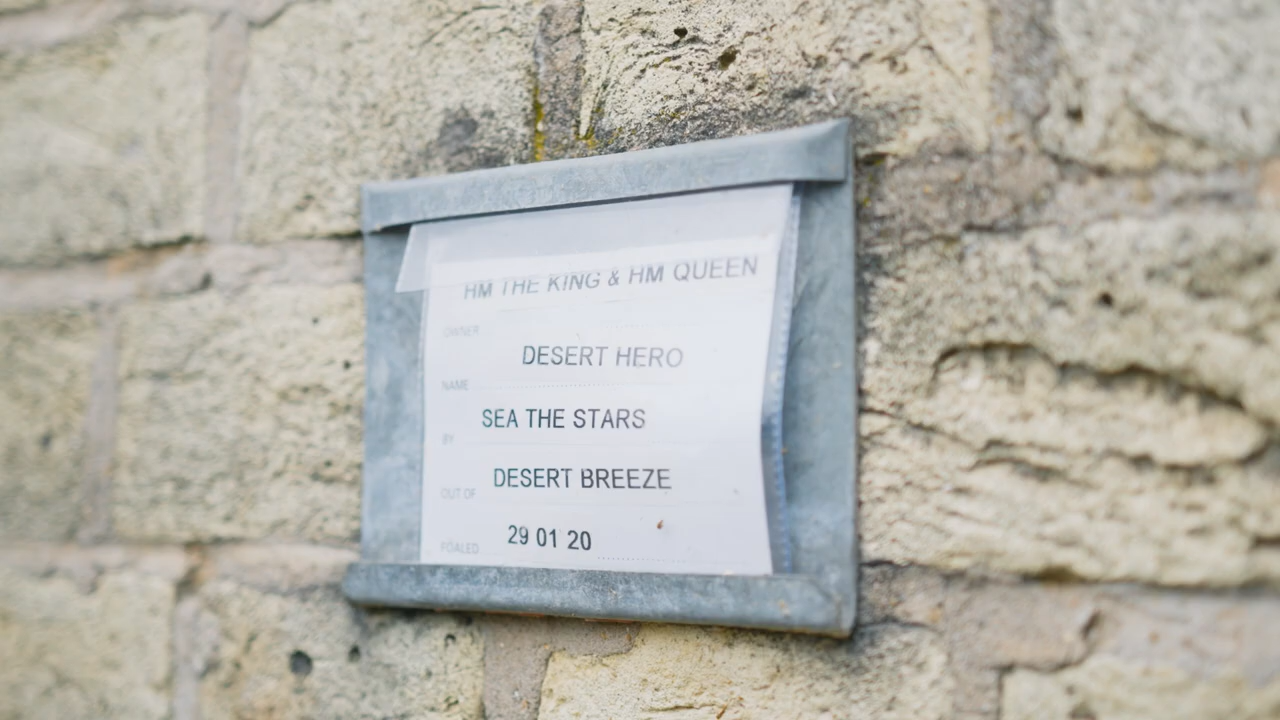 HM THE KING & HM QUEEN
OWNER
DESERT HERO
NAME
SEA THE STARS
BY
DESERT BREEZE
OUT OF
29 01 20
FOALED